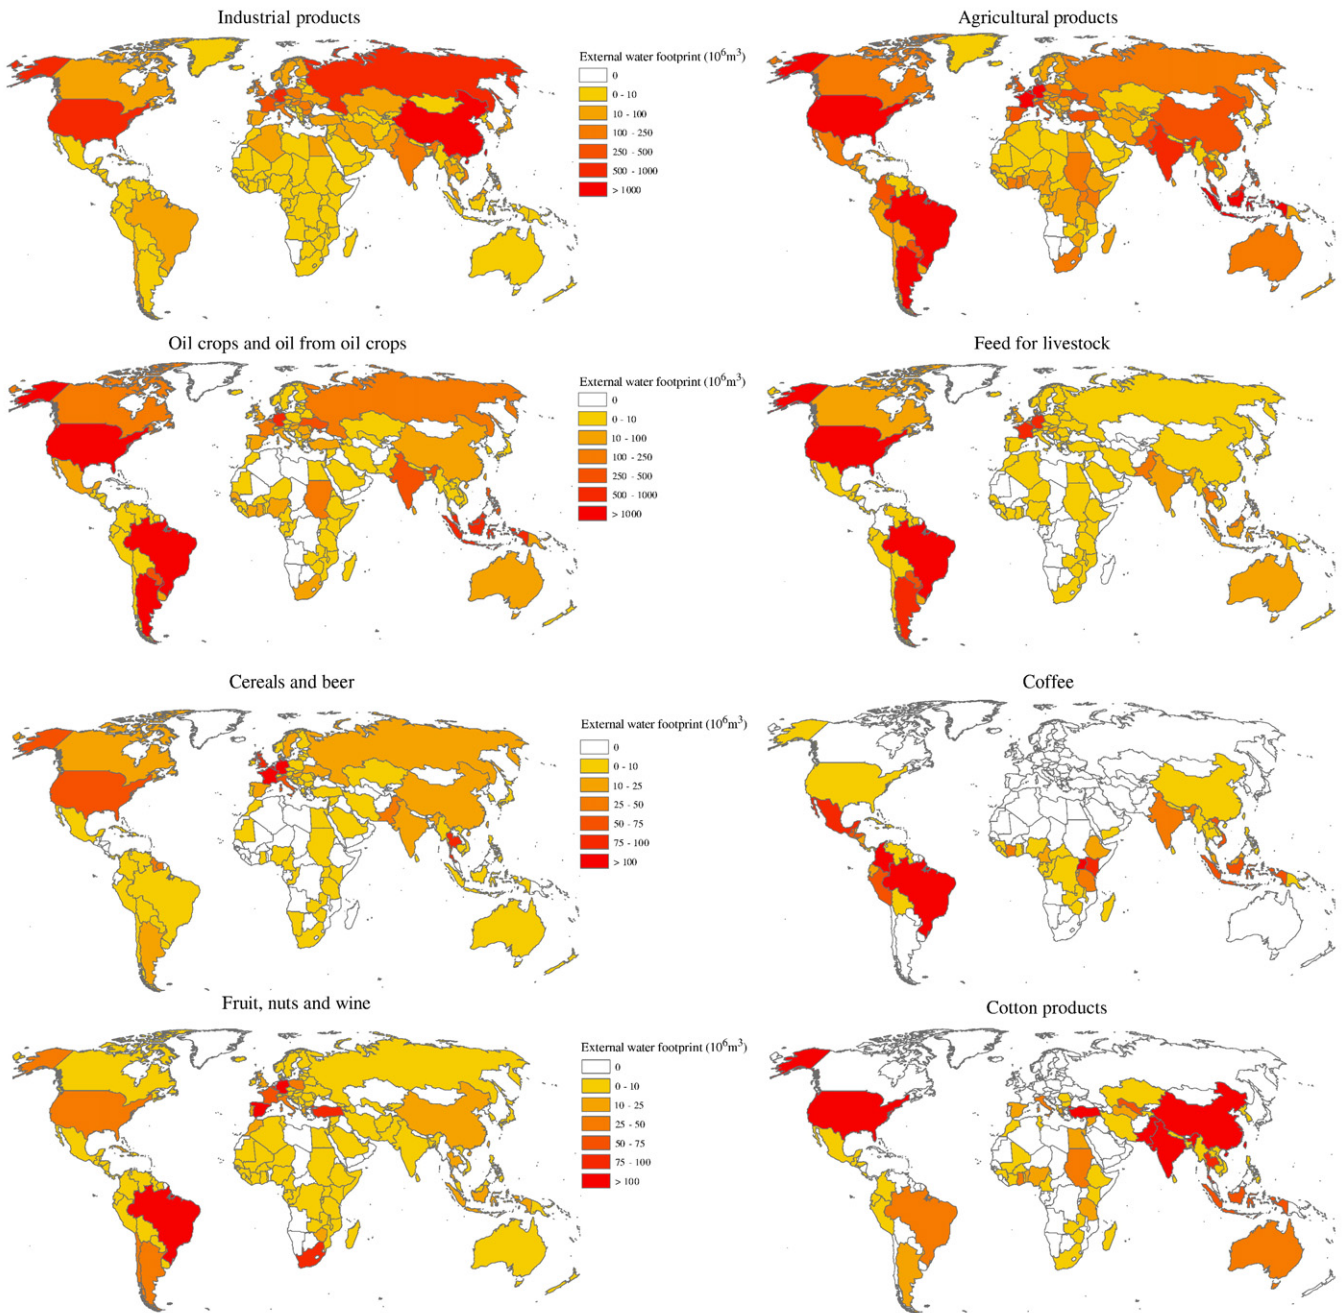 Industrial products
Agricultural products
External water footprint (10⁶m³)
0
0 - 10
10 - 100
100 - 250
250 - 500
500 - 1000
> 1000
Oil crops and oil from oil crops
Feed for livestock
External water footprint (10⁶m³)
0
0 - 10
10 - 100
100 - 250
250 - 500
500 - 1000
> 1000
Cereals and beer
Coffee
External water footprint (10⁶m³)
0
0 - 10
10 - 25
25 - 50
50 - 75
75 - 100
> 100
Fruit, nuts and wine
Cotton products
External water footprint (10⁶m³)
0
0 - 10
10 - 25
25 - 50
50 - 75
75 - 100
> 100